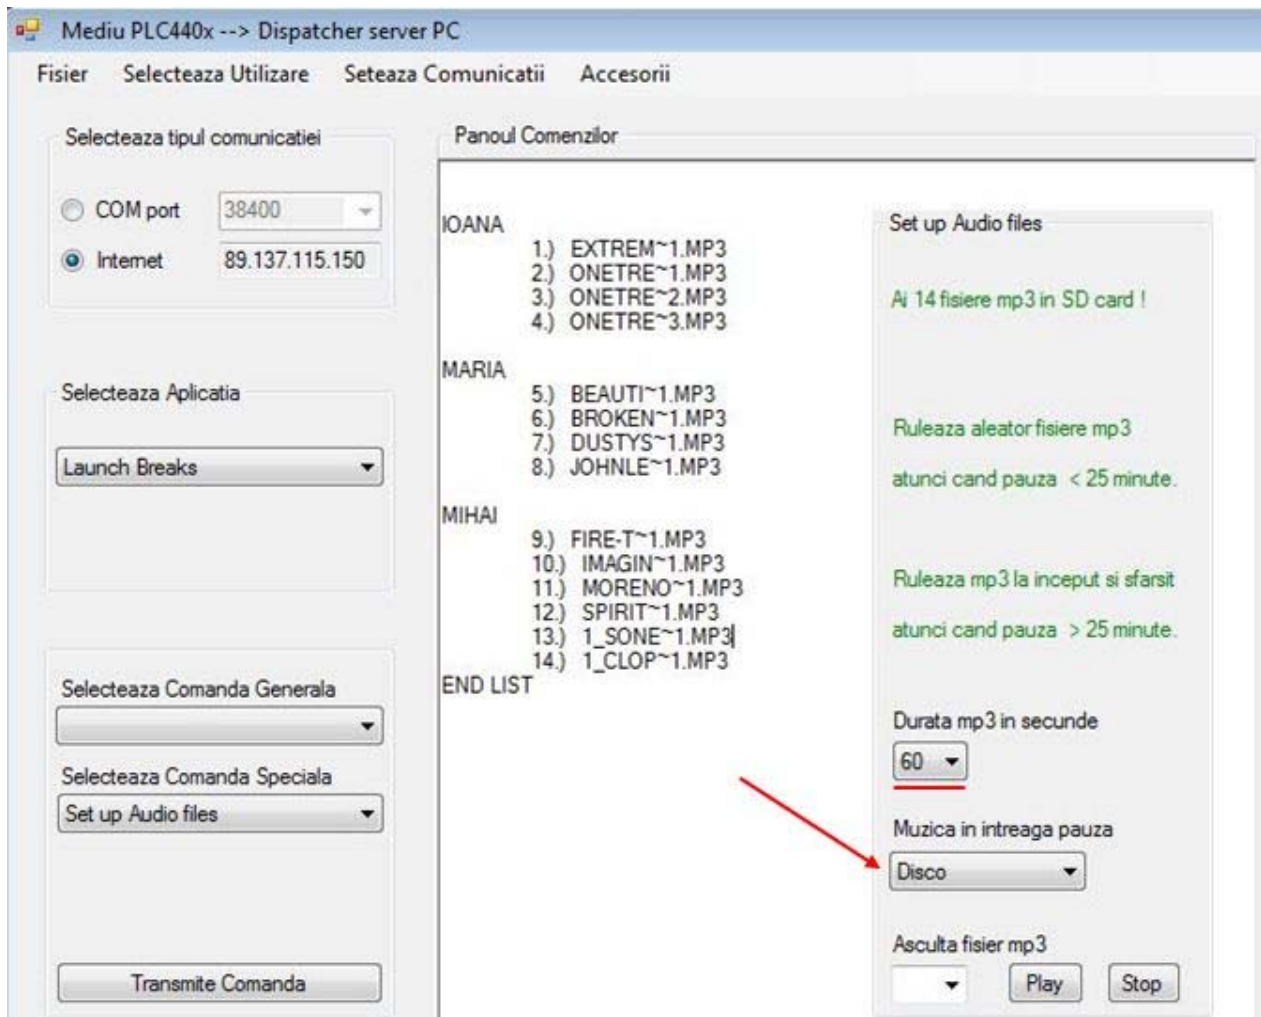 Mediu PLC440x --> Dispatcher server PC
Fisier Selecteaza Utilizare Seteaza Comunicatii Accesorii
Selecteaza tipul comunicatiei
COM port 38400
Internet 89.137.115.150
Selecteaza Aplicatia
Launch Breaks
Selecteaza Comanda Generala
Selecteaza Comanda Speciala
Set up Audio files
Transmite Comanda
Panoul Comenzilor
IOANA
1.) EXTREM~1.MP3
2.) ONETRE~1.MP3
3.) ONETRE~2.MP3
4.) ONETRE~3.MP3
MARIA
5.) BEAUTI~1.MP3
6.) BROKEN~1.MP3
7.) DUSTYS~1.MP3
8.) JOHNLE~1.MP3
MIHAI
9.) FIRE-T~1.MP3
10.) IMAGIN~1.MP3
11.) MORENO~1.MP3
12.) SPIRIT~1.MP3
13.) 1_SONE~1.MP3
14.) 1_CLOP~1.MP3
END LIST
Set up Audio files
Ai 14 fisiere mp3 in SD card !
Ruleaza aleator fisiere mp3
atunci cand pauza < 25 minute.
Ruleaza mp3 la inceput si sfarsit
atunci cand pauza > 25 minute.
Durata mp3 in secunde
60
Muzica in intreaga pauza
Disco
Asculta fisier mp3
Play Stop